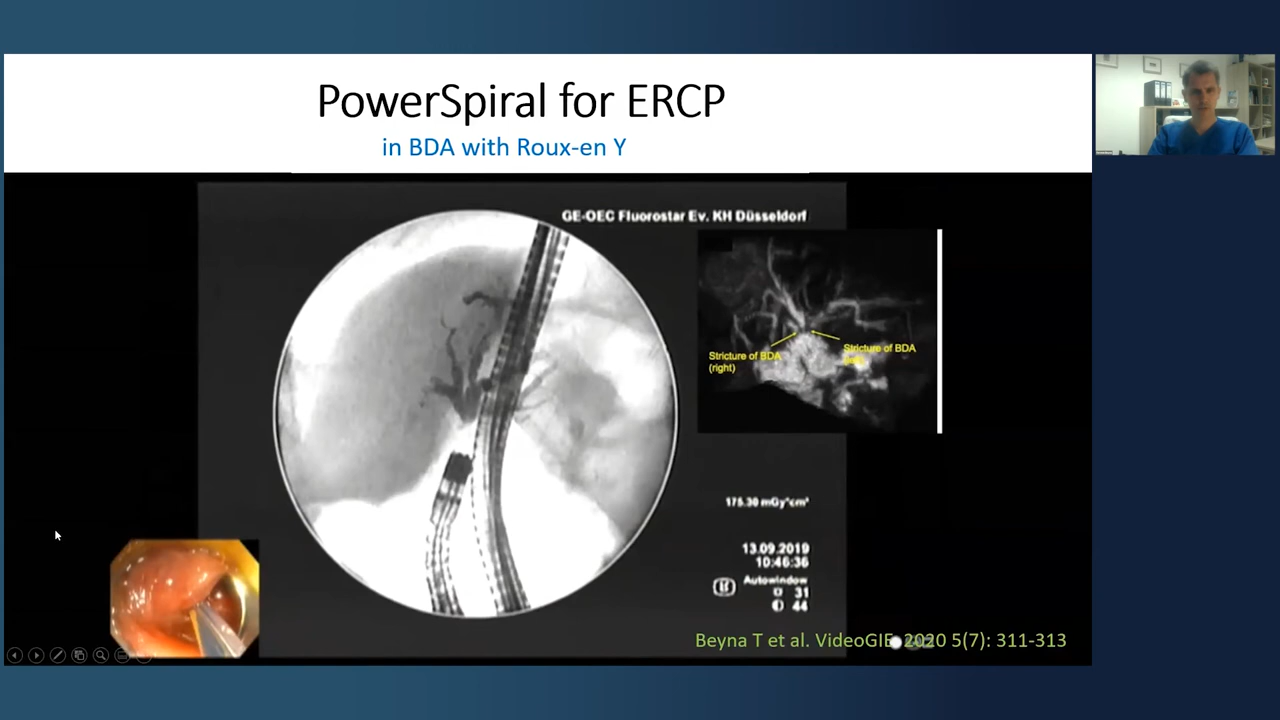 PowerSpiral for ERCP
in BDA with Roux-en Y
GE-OEC Fluorostar Ev. KH Düsseldorf
Stricture of BDA
(right)
Stricture of BDA
175.30 mGy*cm²
13.09.2019
10:46:36
Autowindow
31
44
Beyna T et al. VideoGIE 2020 5(7): 311-313